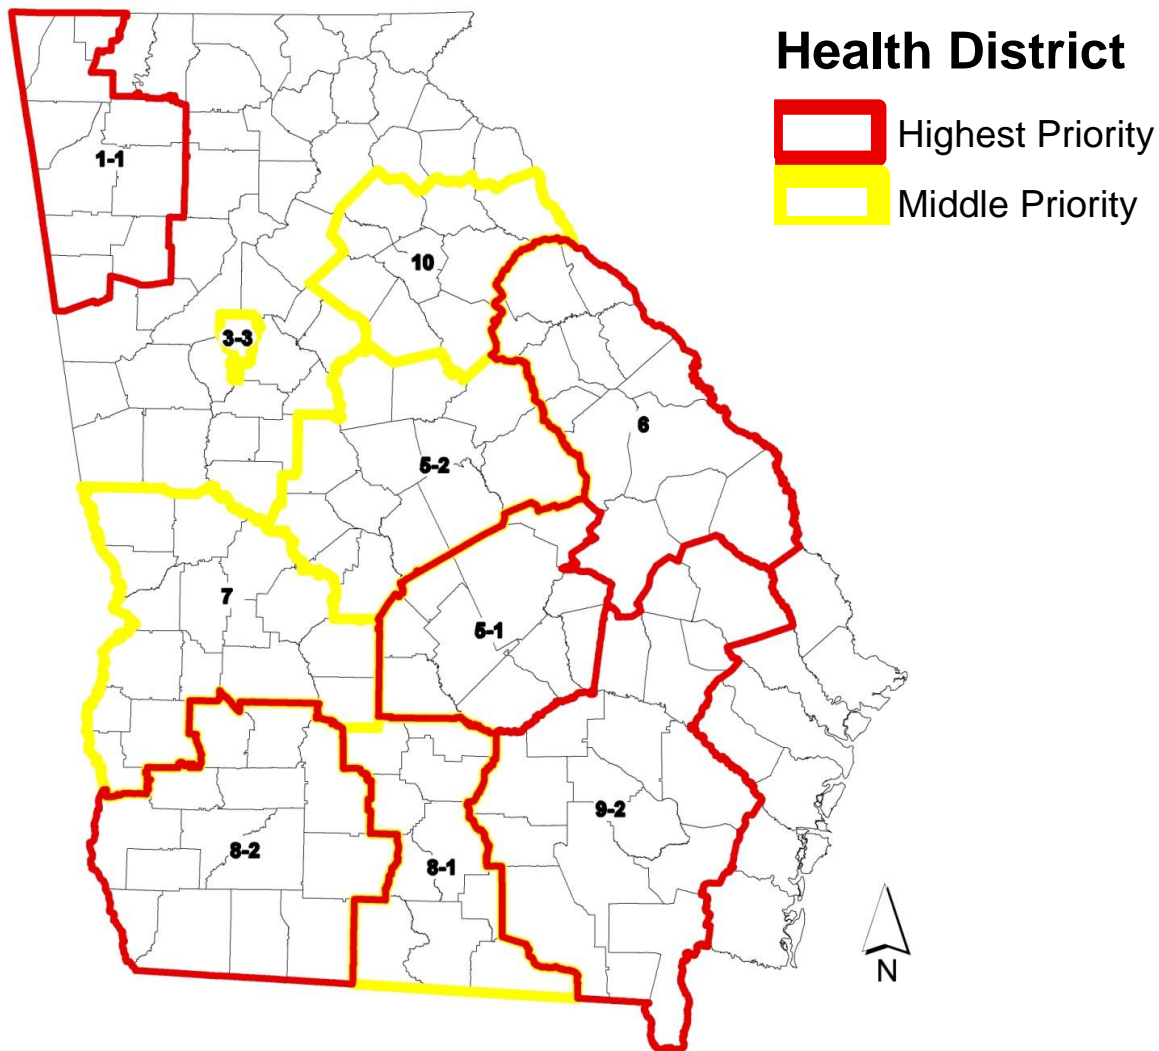 Health District
Highest Priority
Middle Priority
1-1
10
3-3
6
5-2
7
5-1
9-2
8-2
8-1
N